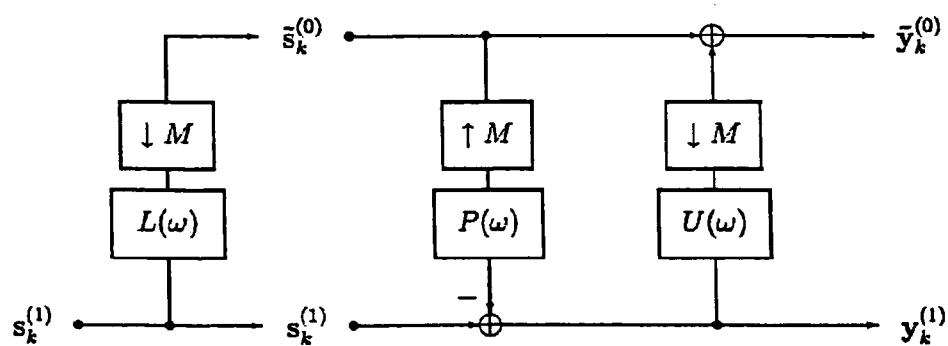 s̄_k^{(0)} ȳ_k^{(0)}
↓ M ↑ M ↓ M
L(ω) P(ω) U(ω)
−
s_k^{(1)} s_k^{(1)} y_k^{(1)}